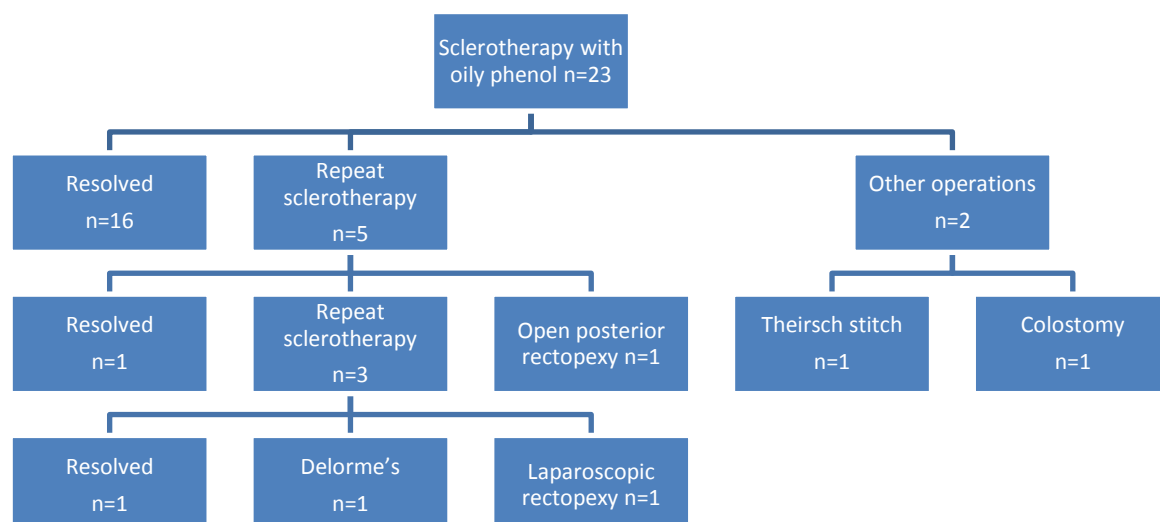 Sclerotherapy with
oily phenol n=23
Resolved
n=16
Repeat
sclerotherapy
n=5
Other operations
n=2
Resolved
n=1
Repeat
sclerotherapy
n=3
Open posterior
rectopexy n=1
Theirsch stitch
n=1
Colostomy
n=1
Resolved
n=1
Delorme’s
n=1
Laparoscopic
rectopexy n=1